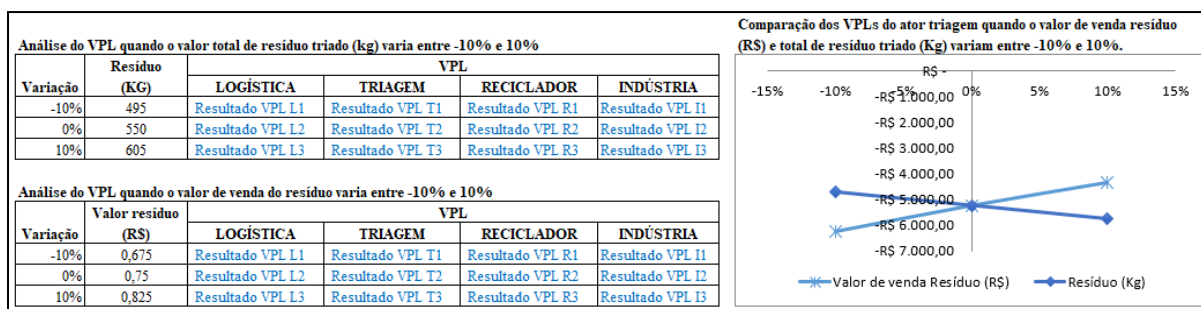 Análise do VPL quando o valor total de resíduo triado (kg) varia entre -10% e 10%
Resíduo VPL
Variação (KG) LOGÍSTICA TRIAGEM RECICLADOR INDÚSTRIA
-10% 495 Resultado VPL L1 Resultado VPL T1 Resultado VPL R1 Resultado VPL I1
0% 550 Resultado VPL L2 Resultado VPL T2 Resultado VPL R2 Resultado VPL I2
10% 605 Resultado VPL L3 Resultado VPL T3 Resultado VPL R3 Resultado VPL I3
Análise do VPL quando o valor de venda do resíduo varia entre -10% e 10%
Valor resíduo VPL
Variação (R$) LOGÍSTICA TRIAGEM RECICLADOR INDÚSTRIA
-10% 0,675 Resultado VPL L1 Resultado VPL T1 Resultado VPL R1 Resultado VPL I1
0% 0,75 Resultado VPL L2 Resultado VPL T2 Resultado VPL R2 Resultado VPL I2
10% 0,825 Resultado VPL L3 Resultado VPL T3 Resultado VPL R3 Resultado VPL I3
Comparação dos VPLs do ator triagem quando o valor de venda resíduo
(R$) e total de resíduo triado (Kg) variam entre -10% e 10%.
R$ -
-15% -10% -5% 0% 5% 10% 15%
-R$ 1.000,00
-R$ 2.000,00
-R$ 3.000,00
-R$ 4.000,00
-R$ 5.000,00
-R$ 6.000,00
-R$ 7.000,00
Valor de venda Resíduo (R$) Resíduo (Kg)